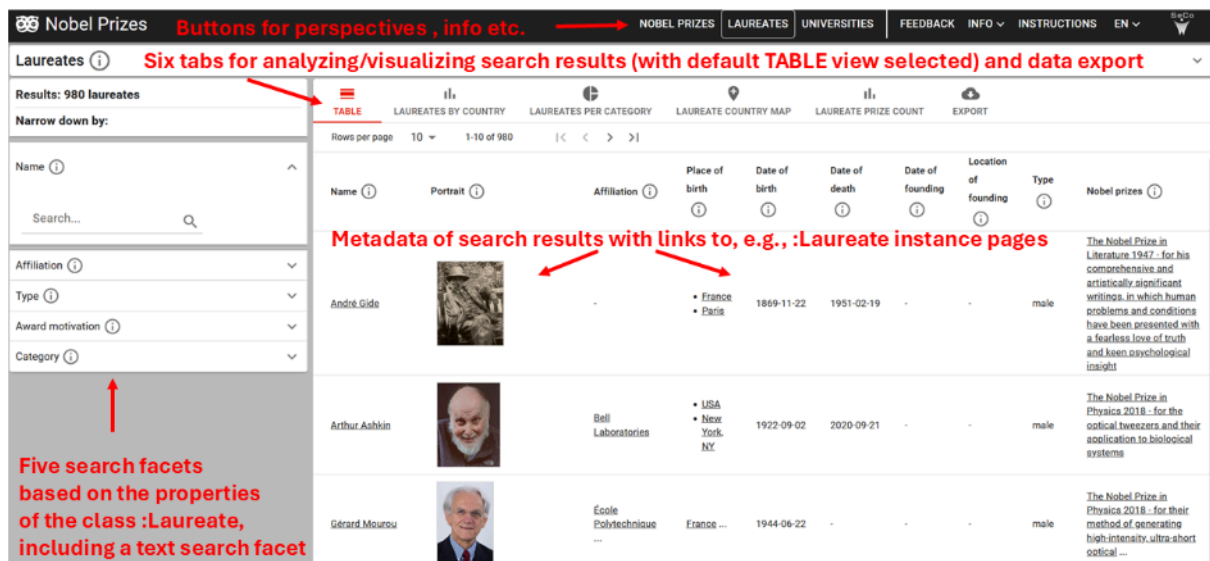 Nobel Prizes
Buttons for perspectives , info etc.
NOBEL PRIZES LAUREATES UNIVERSITIES FEEDBACK INFO INSTRUCTIONS EN SeCo
Laureates
Six tabs for analyzing/visualizing search results (with default TABLE view selected) and data export
Results: 980 laureates
Narrow down by:
Name
Search...
Affiliation
Type
Award motivation
Category
Five search facets
based on the properties
of the class :Laureate,
including a text search facet
TABLE LAUREATES BY COUNTRY LAUREATES PER CATEGORY LAUREATE COUNTRY MAP LAUREATE PRIZE COUNT EXPORT
Rows per page 10 1-10 of 980
Name
Portrait
Affiliation
Place of
birth
Date of
birth
Date of
death
Date of
founding
Location
of
founding
Type
Nobel prizes
Metadata of search results with links to, e.g., :Laureate instance pages
André Gide
-
• France
• Paris
1869-11-22
1951-02-19
-
-
male
The Nobel Prize in
Literature 1947 - for his
comprehensive and
artistically significant
writings, in which human
problems and conditions
have been presented with
a fearless love of truth
and keen psychological
insight
Arthur Ashkin
Bell
Laboratories
• USA
• New
York,
NY
1922-09-02
2020-09-21
-
-
male
The Nobel Prize in
Physics 2018 - for the
optical tweezers and their
application to biological
systems
Gérard Mourou
École
Polytechnique
...
France ...
1944-06-22
-
-
-
male
The Nobel Prize in
Physics 2018 - for their
method of generating
high-intensity, ultra-short
optical ...